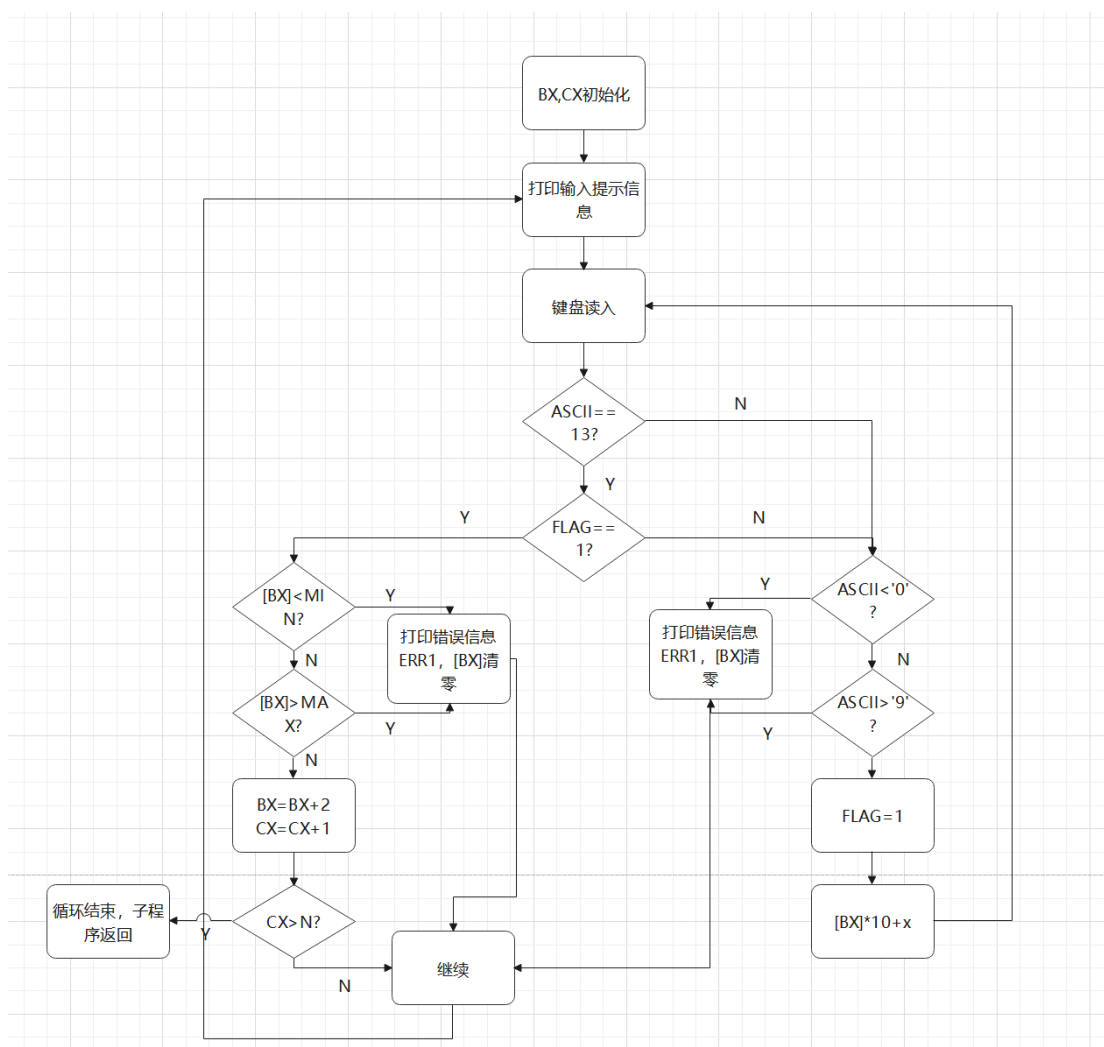 BX,CX初始化
打印输入提示信
息
键盘读入
ASCII==
13?
N
Y
FLAG==
1?
Y
N
[BX]<MI
N?
Y
N
打印错误信息
ERR1，[BX]清
零
[BX]>MA
X?
Y
N
BX=BX+2
CX=CX+1
CX>N?
Y
N
循环结束，子程
序返回
继续
ASCII<'0'
?
Y
N
打印错误信息
ERR1，[BX]清
零
ASCII>'9'
?
Y
FLAG=1
[BX]*10+x